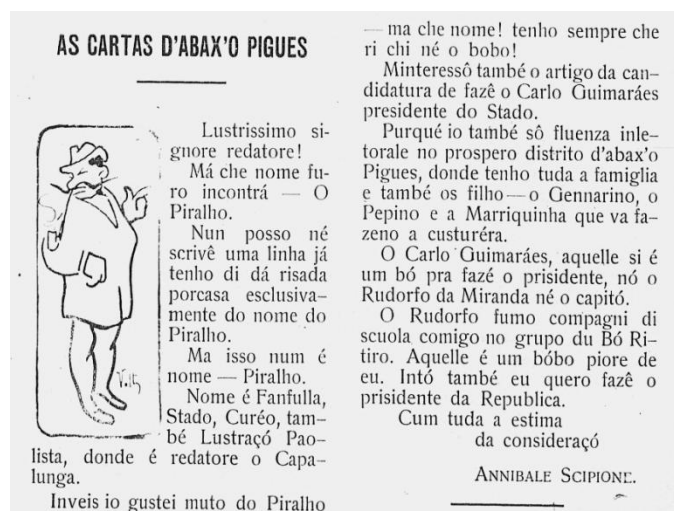 AS CARTAS D'ABAX'O PIGUES
Lustrissimo si-
gnore redatore!
Má che nome fu-
ro incontrá — O
Piralho.
Nun posso né
scrivê uma linha já
tenho di dá risada
porcasa esclusiva-
mente do nome do
Piralho.
Ma isso num é
nome — Piralho.
Nome é Fanfulla,
Stado, Curéo, tam-
bé Lustraçó Pao-
lista, donde é redatore o Capa-
lunga.
Inveis io gustei muto do Piralho
— ma che nome! tenho sempre che
ri chi né o bobo!
Minteressô també o artigo da can-
didatura de fazê o Carlo Guimaráes
presidente do Stado.
Purqué io també sô fluenza inle-
torale no prospero distrito d'abax'o
Pigues, donde tenho tuda a famiglia
e també os filho — o Gennarino, o
Pepino e a Marriquinha que va fa-
zeno a custuréra.
O Carlo Guimaráes, aquelle si é
um bó pra fazé o prisidente, nó o
Rudorfo da Miranda né o capitó.
O Rudorfo fumo compagni di
scuola comigo no grupo du Bó Ri-
tiro. Aquelle é um bóbo piore de
eu. Intó també eu quero fazê o
prisidente da Republica.
Cum tuda a estima
da consideraçó
ANNIBALE SCIPIONE.